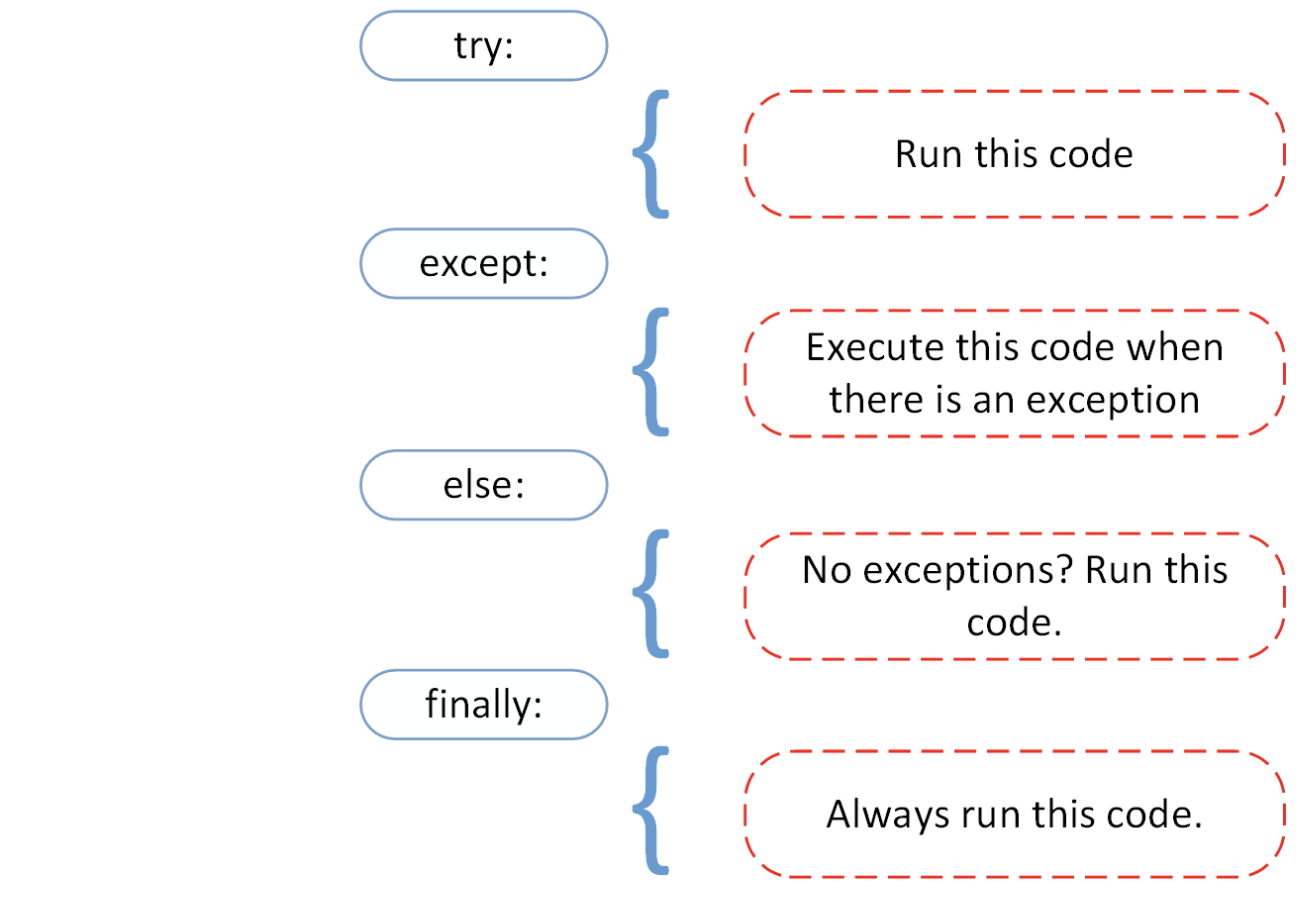 try:
Run this code
except:
Execute this code when
there is an exception
else:
No exceptions? Run this
code.
finally:
Always run this code.